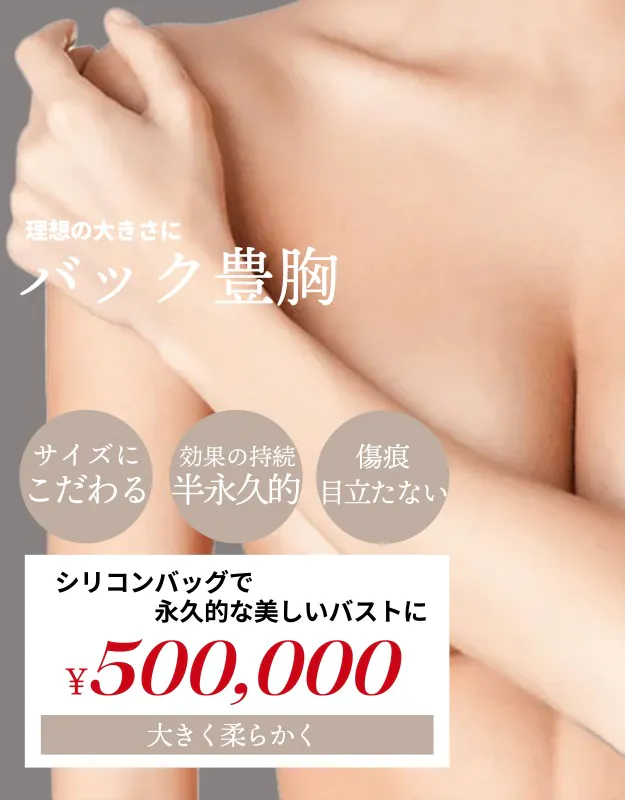 理想の大きさに
バック豊胸
サイズに
こだわる
効果の持続
半永久的
傷痕
目立たない
シリコンバッグで
永久的な美しいバストに
¥500,000
大きく柔らかく